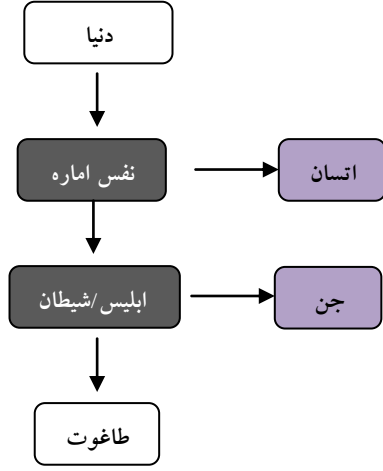 دنیا
نفس اماره
اتسان
ابلیس/شیطان
جن
طاغوت